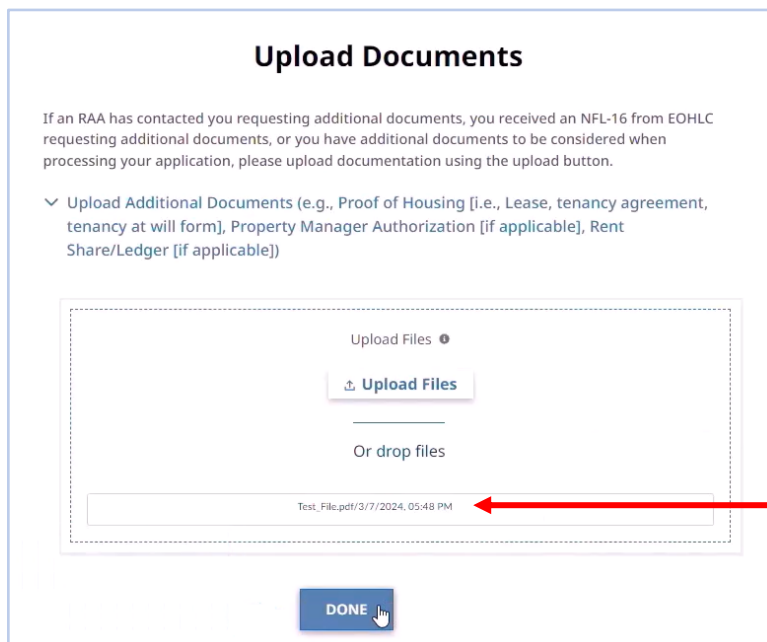 Upload Documents
If an RAA has contacted you requesting additional documents, you received an NFL-16 from EOHLC
requesting additional documents, or you have additional documents to be considered when
processing your application, please upload documentation using the upload button.
Upload Additional Documents (e.g., Proof of Housing [i.e., Lease, tenancy agreement,
tenancy at will form], Property Manager Authorization [if applicable], Rent
Share/Ledger [if applicable])
Upload Files
Upload Files
Or drop files
Test_File.pdf/3/7/2024, 05:48 PM
DONE